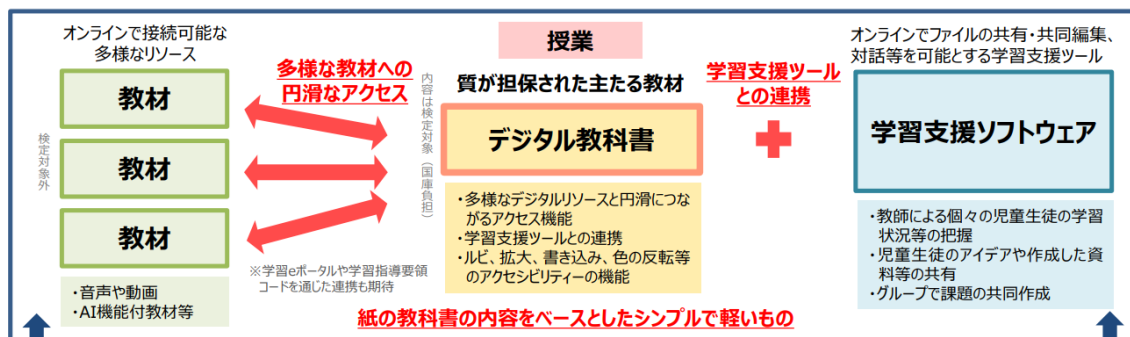 オンラインで接続可能な
多様なリソース
教材
教材
教材
検定対象外
・音声や動画
・AI機能付教材等
多様な教材への
円滑なアクセス
※学習eポータルや学習指導要領
コードを通じた連携も期待
授業
質が担保された主たる教材
内容は検定対象(国庫負担)
デジタル教科書
・多様なデジタルリソースと円滑につな
がるアクセス機能
・学習支援ツールとの連携
・ルビ、拡大、書き込み、色の反転等
のアクセシビリティーの機能
紙の教科書の内容をベースとしたシンプルで軽いもの
学習支援ツール
との連携
オンラインでファイルの共有・共同編集、
対話等を可能とする学習支援ツール
学習支援ソフトウェア
・教師による個々の児童生徒の学習
状況等の把握
・児童生徒のアイデアや作成した資
料等の共有
・グループで課題の共同作成